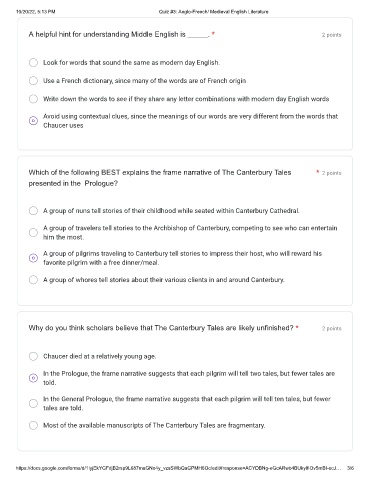 10/20/22, 5:13 PM
Quiz #3: Anglo-French/ Medieval English Literature
A helpful hint for understanding Middle English is ______. *
2 points
Look for words that sound the same as modern day English.
Use a French dictionary, since many of the words are of French origin
Write down the words to see if they share any letter combinations with modern day English words
Avoid using contextual clues, since the meanings of our words are very different from the words that
Chaucer uses
Which of the following BEST explains the frame narrative of The Canterbury Tales
* 2 points
presented in the Prologue?
A group of nuns tell stories of their childhood while seated within Canterbury Cathedral.
A group of travelers tell stories to the Archbishop of Canterbury, competing to see who can entertain
him the most.
A group of pilgrims traveling to Canterbury tell stories to impress their host, who will reward his
favorite pilgrim with a free dinner/meal.
A group of whores tell stories about their various clients in and around Canterbury.
Why do you think scholars believe that The Canterbury Tales are likely unfinished? *
2 points
Chaucer died at a relatively young age.
In the Prologue, the frame narrative suggests that each pilgrim will tell two tales, but fewer tales are
told.
In the General Prologue, the frame narrative suggests that each pilgrim will tell ten tales, but fewer
tales are told.
Most of the available manuscripts of The Canterbury Tales are fragmentary.
3/6